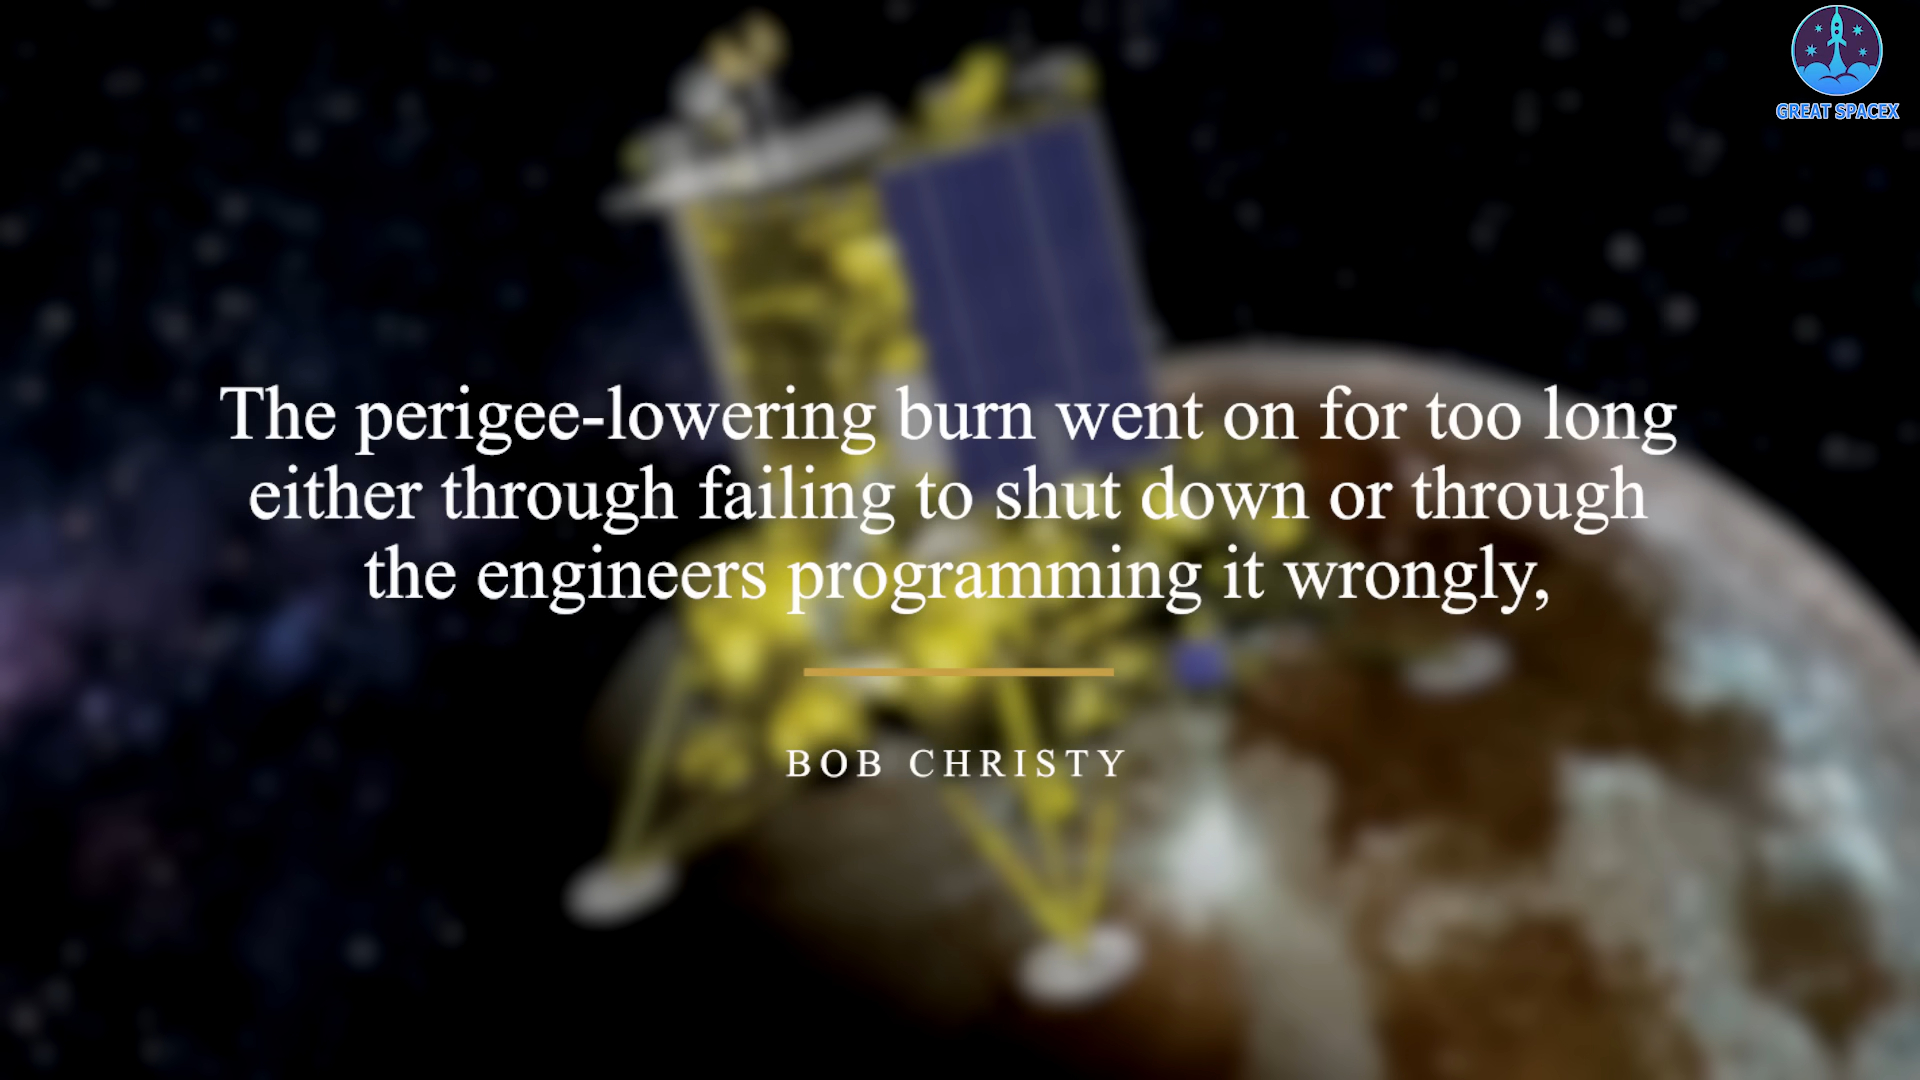 GREAT SPACEX
The perigee-lowering burn went on for too long
either through failing to shut down or through
the engineers programming it wrongly,
BOB CHRISTY